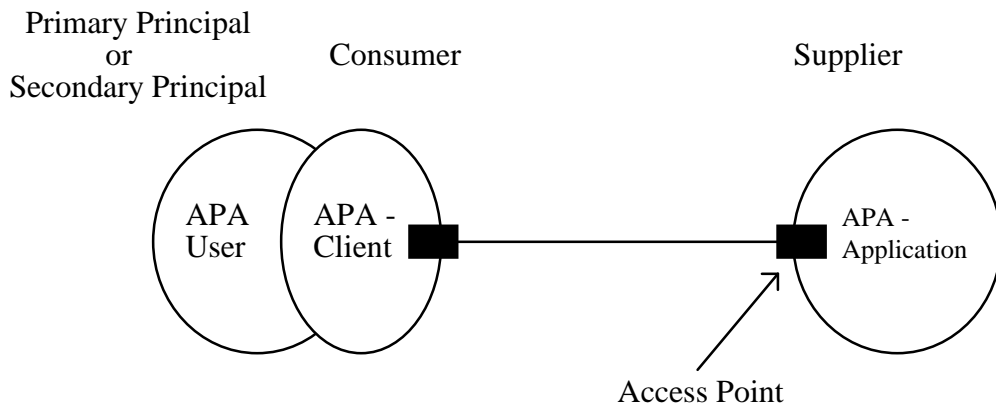 Primary Principal
or
Secondary Principal
Consumer
Supplier
APA
User
APA -
Client
APA -
Application
Access Point